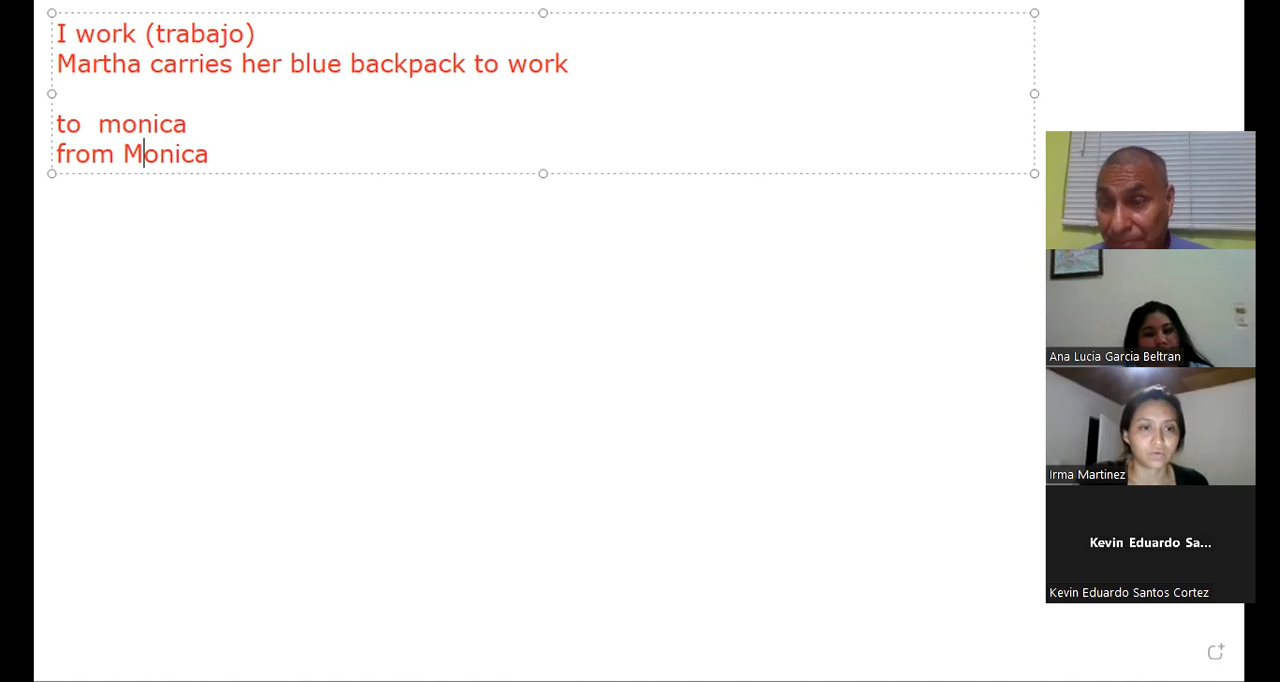 I work (trabajo)
Martha carries her blue backpack to work
to monica
from Monica
Ana Lucia Garcia Beltran
Irma Martinez
Kevin Eduardo Sa...
Kevin Eduardo Santos Cortez